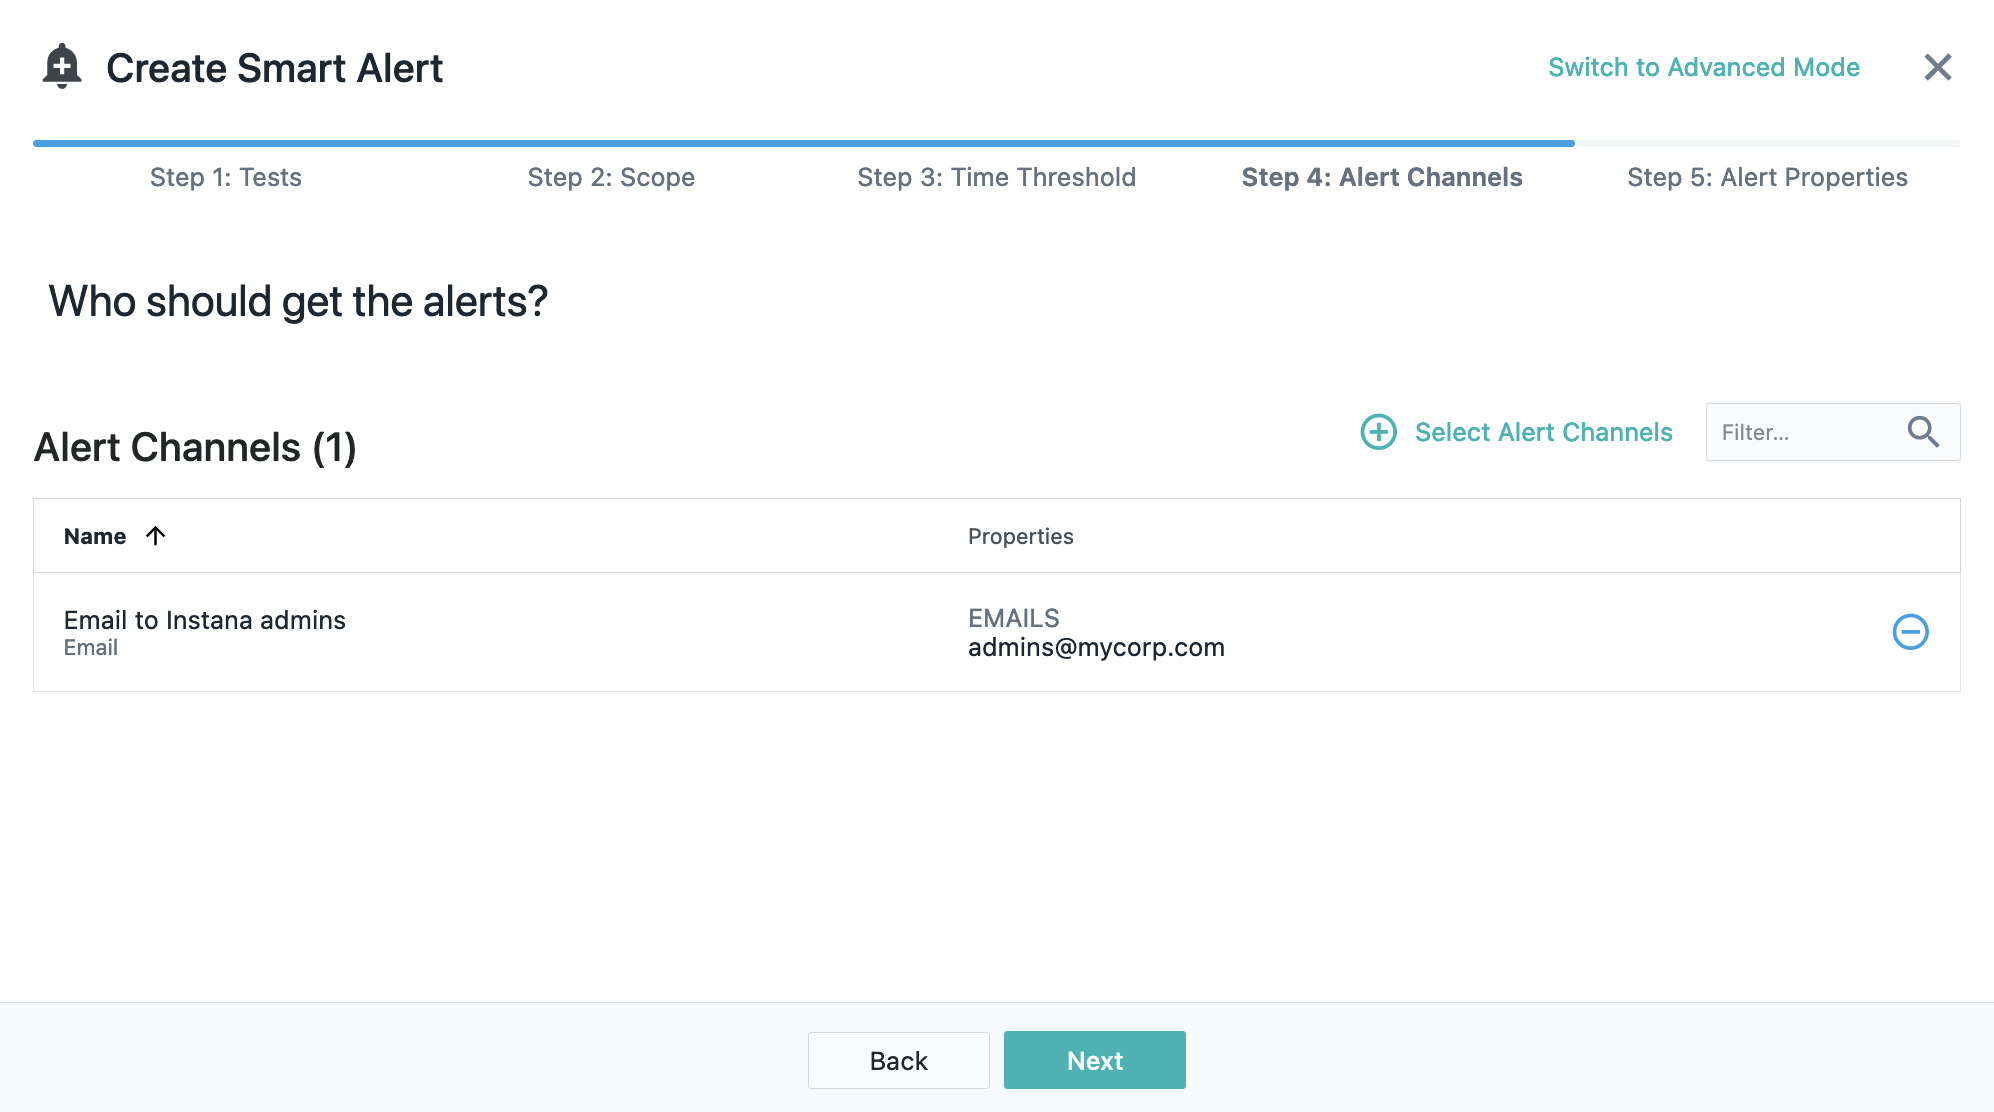 Create Smart Alert
Switch to Advanced Mode
Step 1: Tests
Step 2: Scope
Step 3: Time Threshold
Step 4: Alert Channels
Step 5: Alert Properties
Who should get the alerts?
Alert Channels (1)
Select Alert Channels
Filter...
Name
Properties
Email to Instana admins
Email
EMAILS
admins@mycorp.com
Back
Next